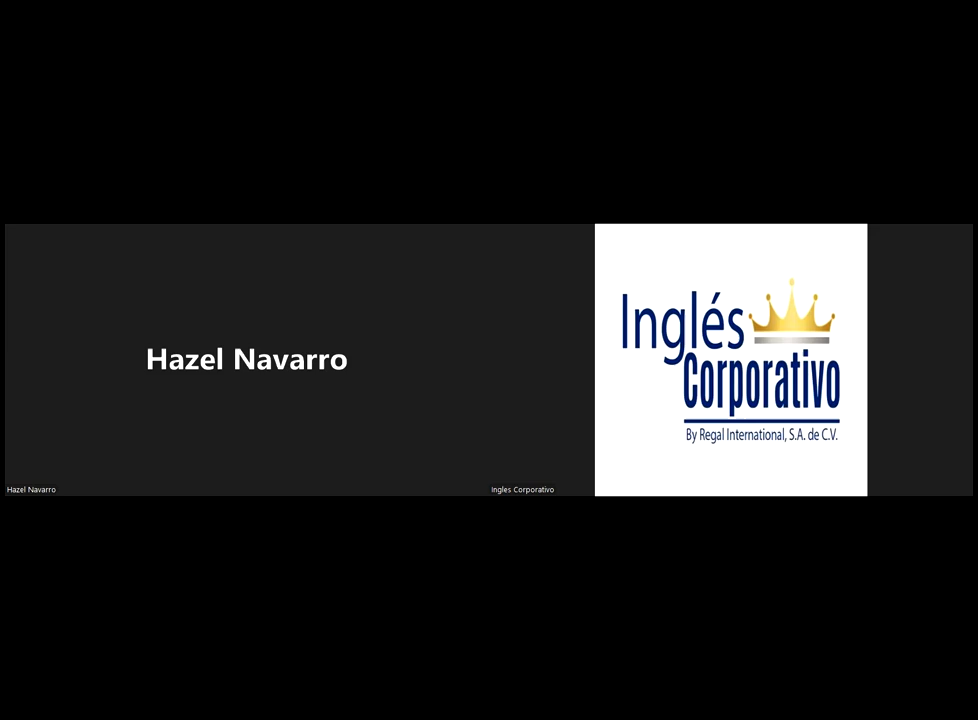 Hazel Navarro
Hazel Navarro
Inglés
Corporativo
By Regal International, S.A. de C.V.
Ingles Corporativo